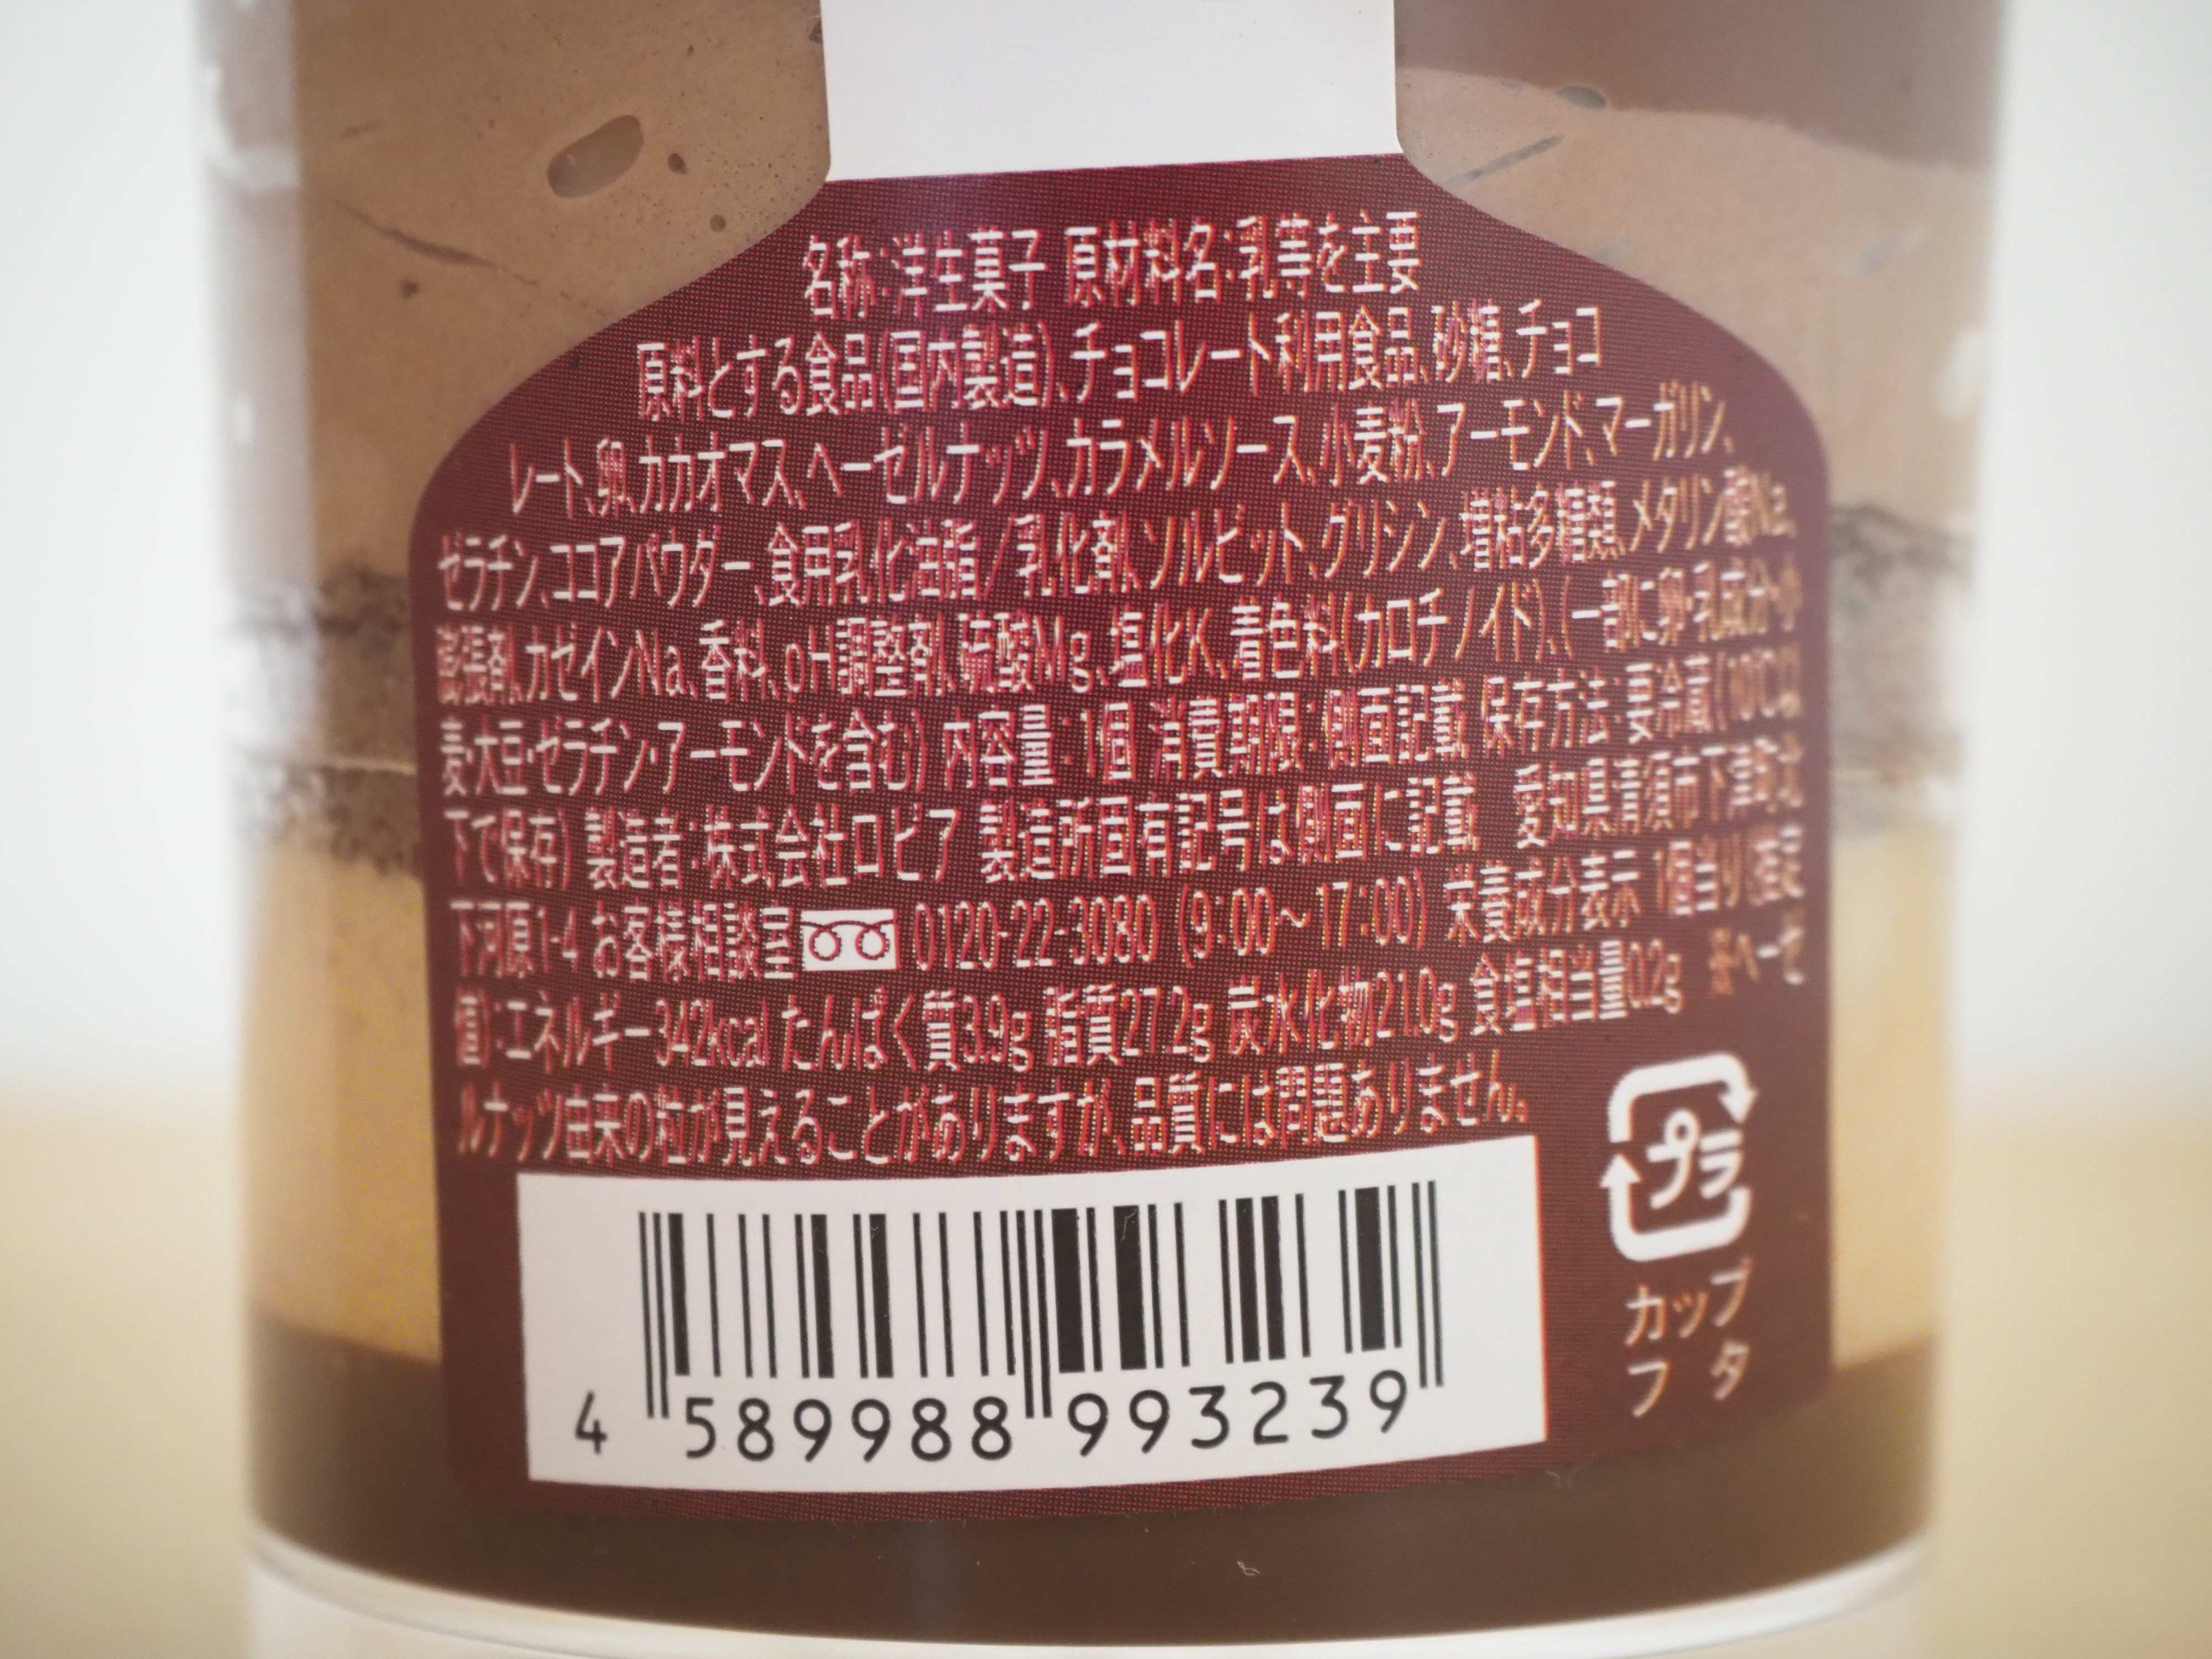 名称:洋生菓子 原材料名:乳等を主要
原料とする食品(国内製造)、チョコレート利用食品、砂糖、チョコ
レート、卵、カカオマス、ヘーゼルナッツ、カラメルソース、小麦粉、アーモンド、マーガリン、
ゼラチン、ココアパウダー、食用乳化油脂/乳化剤、ソルビット、グリシン、増粘多糖類、メタリン酸Na、
膨張剤、カゼインNa、香料、pH調整剤、硫酸Mg、塩化K、着色料(カロチノイド)、(一部に卵・乳成分・小
麦・大豆・ゼラチン・アーモンドを含む) 内容量:1個 消費期限:側面記載 保存方法:要冷蔵(10℃以
下で保存) 製造者:株式会社ロピア 製造所固有記号は側面に記載 愛知県清須市下津町北
下河原1-4 お客様相談室 0120-22-3080 (9:00~17:00) 栄養成分表示 1個当り(推定
値):エネルギー342kcal たんぱく質3.9g 脂質27.2g 炭水化物21.0g 食塩相当量0.2g ※ヘーゼ
ルナッツ由来の粒が見えることがありますが、品質には問題ありません。
プラ
カップ
フタ
4 589988 993239